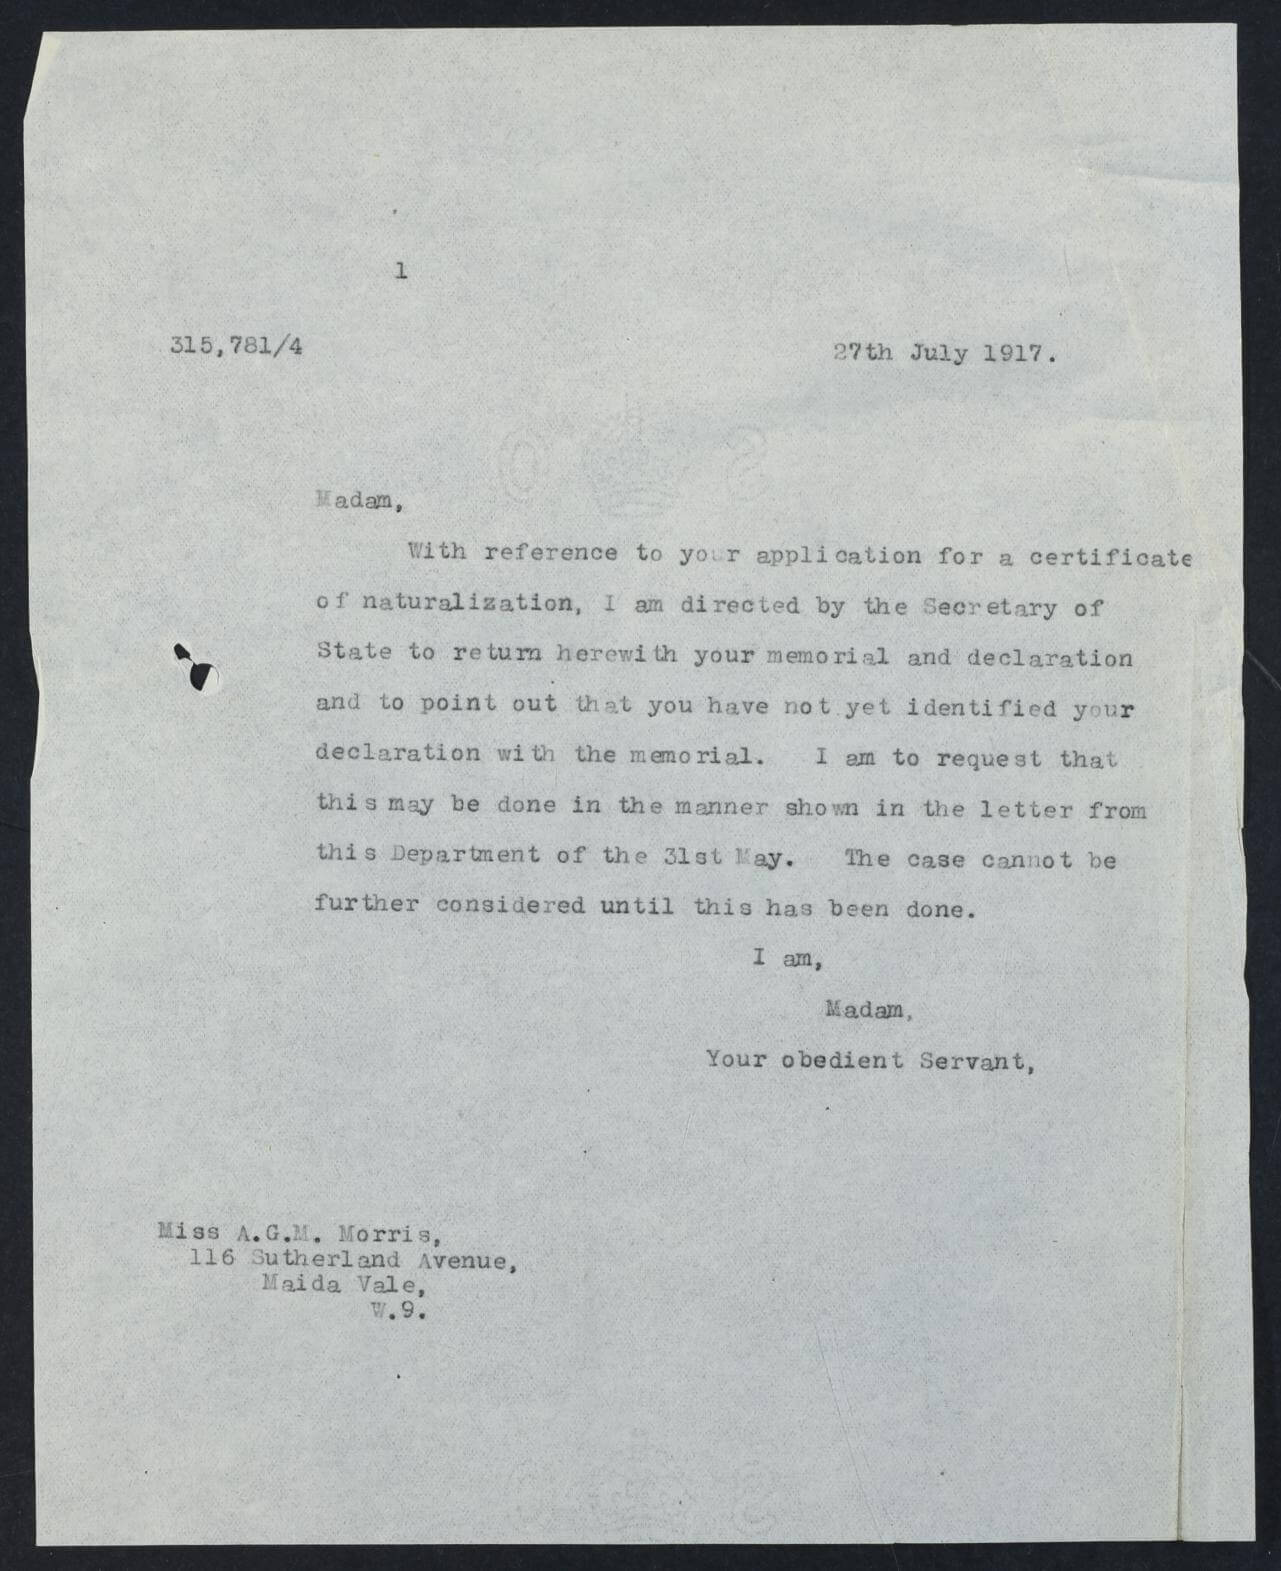 1
315,781/4
27th July 1917.
O S
Madam,
With reference to your application for a certificate
of naturalization, I am directed by the Secretary of
State to return herewith your memorial and declaration
and to point out that you have not yet identified your
declaration with the memorial. I am to request that
this may be done in the manner shown in the letter from
this Department of the 31st May. The case cannot be
further considered until this has been done.
I am,
Madam,
Your obedient Servant,
Miss A.G.M. Morris,
116 Sutherland Avenue,
Maida Vale,
W.9.